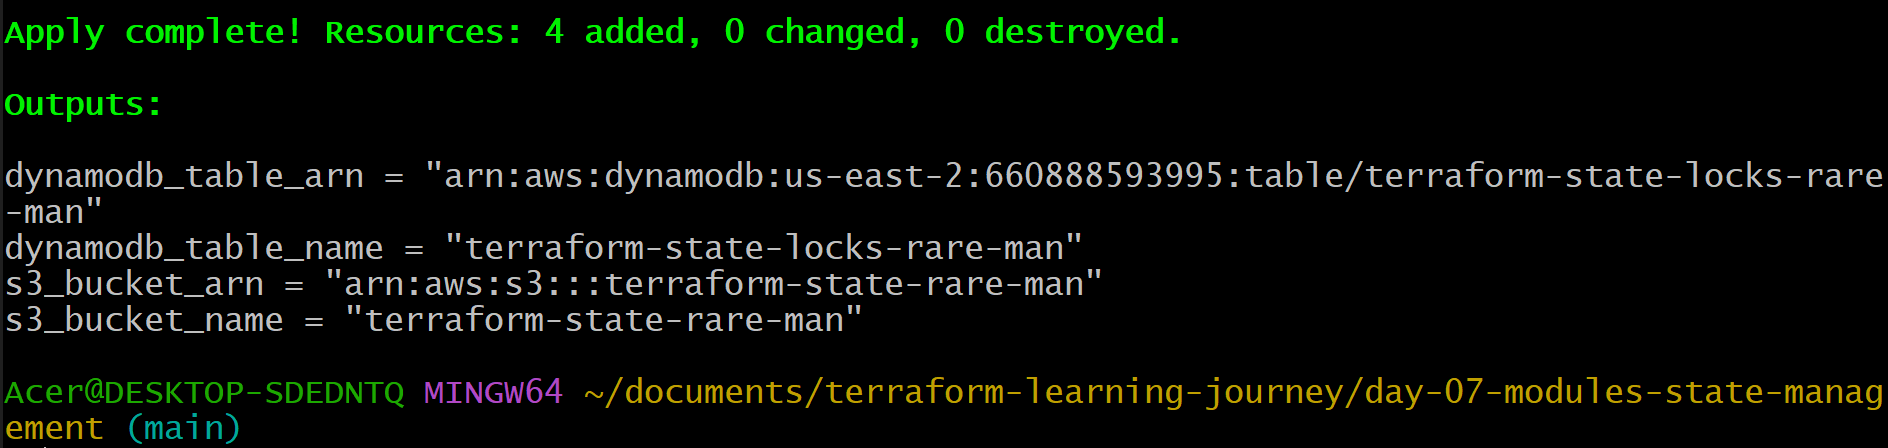 Apply complete! Resources: 4 added, 0 changed, 0 destroyed.
Outputs:
dynamodb_table_arn = "arn:aws:dynamodb:us-east-2:660888593995:table/terraform-state-locks-rare
-man"
dynamodb_table_name = "terraform-state-locks-rare-man"
s3_bucket_arn = "arn:aws:s3:::terraform-state-rare-man"
s3_bucket_name = "terraform-state-rare-man"
Acer@DESKTOP-SDEDNTQ MINGW64 ~/documents/terraform-learning-journey/day-07-modules-state-manag
ement (main)